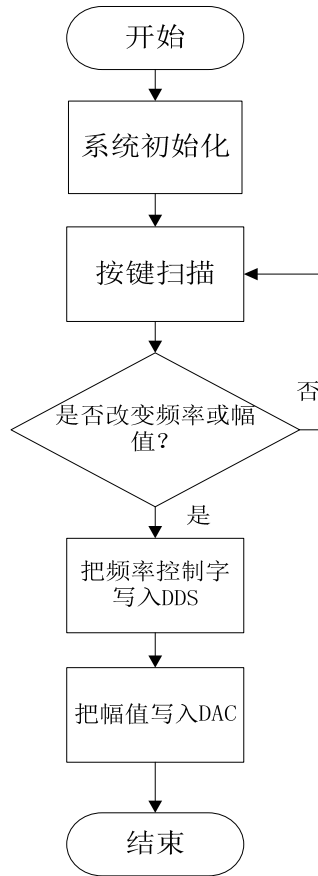 开始
系统初始化
按键扫描
是否改变频率或幅
值？
否
是
把频率控制字
写入DDS
把幅值写入DAC
结束